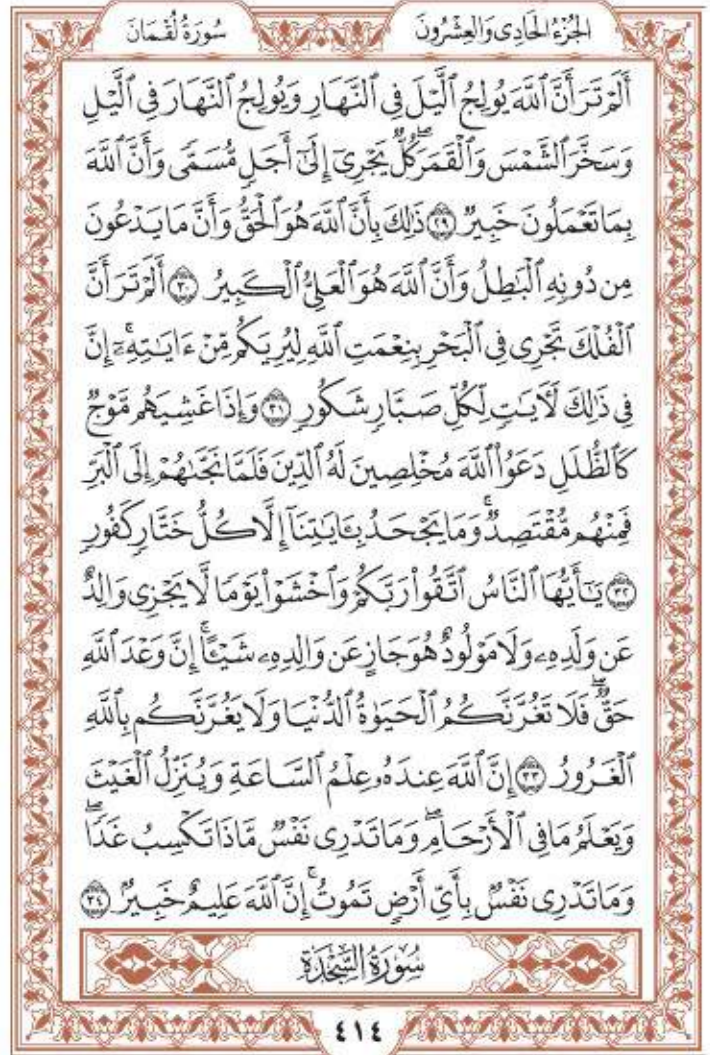 الجُزْءُ الحَادِى وَالعِشْرُونَ
سُورَةُ لُقْمَانَ
أَلَمْ تَرَ أَنَّ ٱللَّهَ يُولِجُ ٱلَّيْلَ فِى ٱلنَّهَارِ وَيُولِجُ ٱلنَّهَارَ فِى ٱلَّيْلِ
وَسَخَّرَ ٱلشَّمْسَ وَٱلْقَمَرَۖ كُلٌّ يَجْرِىٓ إِلَىٰٓ أَجَلٍ مُّسَمًّى وَأَنَّ ٱللَّهَ
بِمَا تَعْمَلُونَ خَبِيرٌ ٢٩ ذَٰلِكَ بِأَنَّ ٱللَّهَ هُوَ ٱلْحَقُّ وَأَنَّ مَا يَدْعُونَ
مِن دُونِهِ ٱلْبَٰطِلُ وَأَنَّ ٱللَّهَ هُوَ ٱلْعَلِىُّ ٱلْكَبِيرُ ٣٠ أَلَمْ تَرَ أَنَّ
ٱلْفُلْكَ تَجْرِى فِى ٱلْبَحْرِ بِنِعْمَتِ ٱللَّهِ لِيُرِيَكُم مِّنْ ءَايَٰتِهِۦٓۚ إِنَّ
فِى ذَٰلِكَ لَءَايَٰتٍ لِّكُلِّ صَبَّارٍ شَكُورٍ ٣١ وَإِذَا غَشِيَهُم مَّوْجٌ
كَٱلظُّلَلِ دَعَوُا۟ ٱللَّهَ مُخْلِصِينَ لَهُ ٱلدِّينَ فَلَمَّا نَجَّىٰهُمْ إِلَى ٱلْبَرِّ
فَمِنْهُم مُّقْتَصِدٌۚ وَمَا يَجْحَدُ بِـَٔايَٰتِنَآ إِلَّا كُلُّ خَتَّارٍ كَفُورٍ
٣٢ يَٰٓأَيُّهَا ٱلنَّاسُ ٱتَّقُوا۟ رَبَّكُمْ وَٱخْشَوْا۟ يَوْمًا لَّا يَجْزِى وَالِدٌ
عَن وَلَدِهِۦ وَلَا مَوْلُودٌ هُوَ جَازٍ عَن وَالِدِهِۦ شَيْـًٔاۚ إِنَّ وَعْدَ ٱللَّهِ
حَقٌّۖ فَلَا تَغُرَّنَّكُمُ ٱلْحَيَوٰةُ ٱلدُّنْيَا وَلَا يَغُرَّنَّكُم بِٱللَّهِ
ٱلْغَرُورُ ٣٣ إِنَّ ٱللَّهَ عِندَهُۥ عِلْمُ ٱلسَّاعَةِ وَيُنَزِّلُ ٱلْغَيْثَ
وَيَعْلَمُ مَا فِى ٱلْأَرْحَامِۖ وَمَا تَدْرِى نَفْسٌ مَّاذَا تَكْسِبُ غَدًاۖ
وَمَا تَدْرِى نَفْسٌۢ بِأَىِّ أَرْضٍ تَمُوتُۚ إِنَّ ٱللَّهَ عَلِيمٌ خَبِيرٌۢ ٣٤
سُورَةُ السَّجْدَةِ
٤١٤